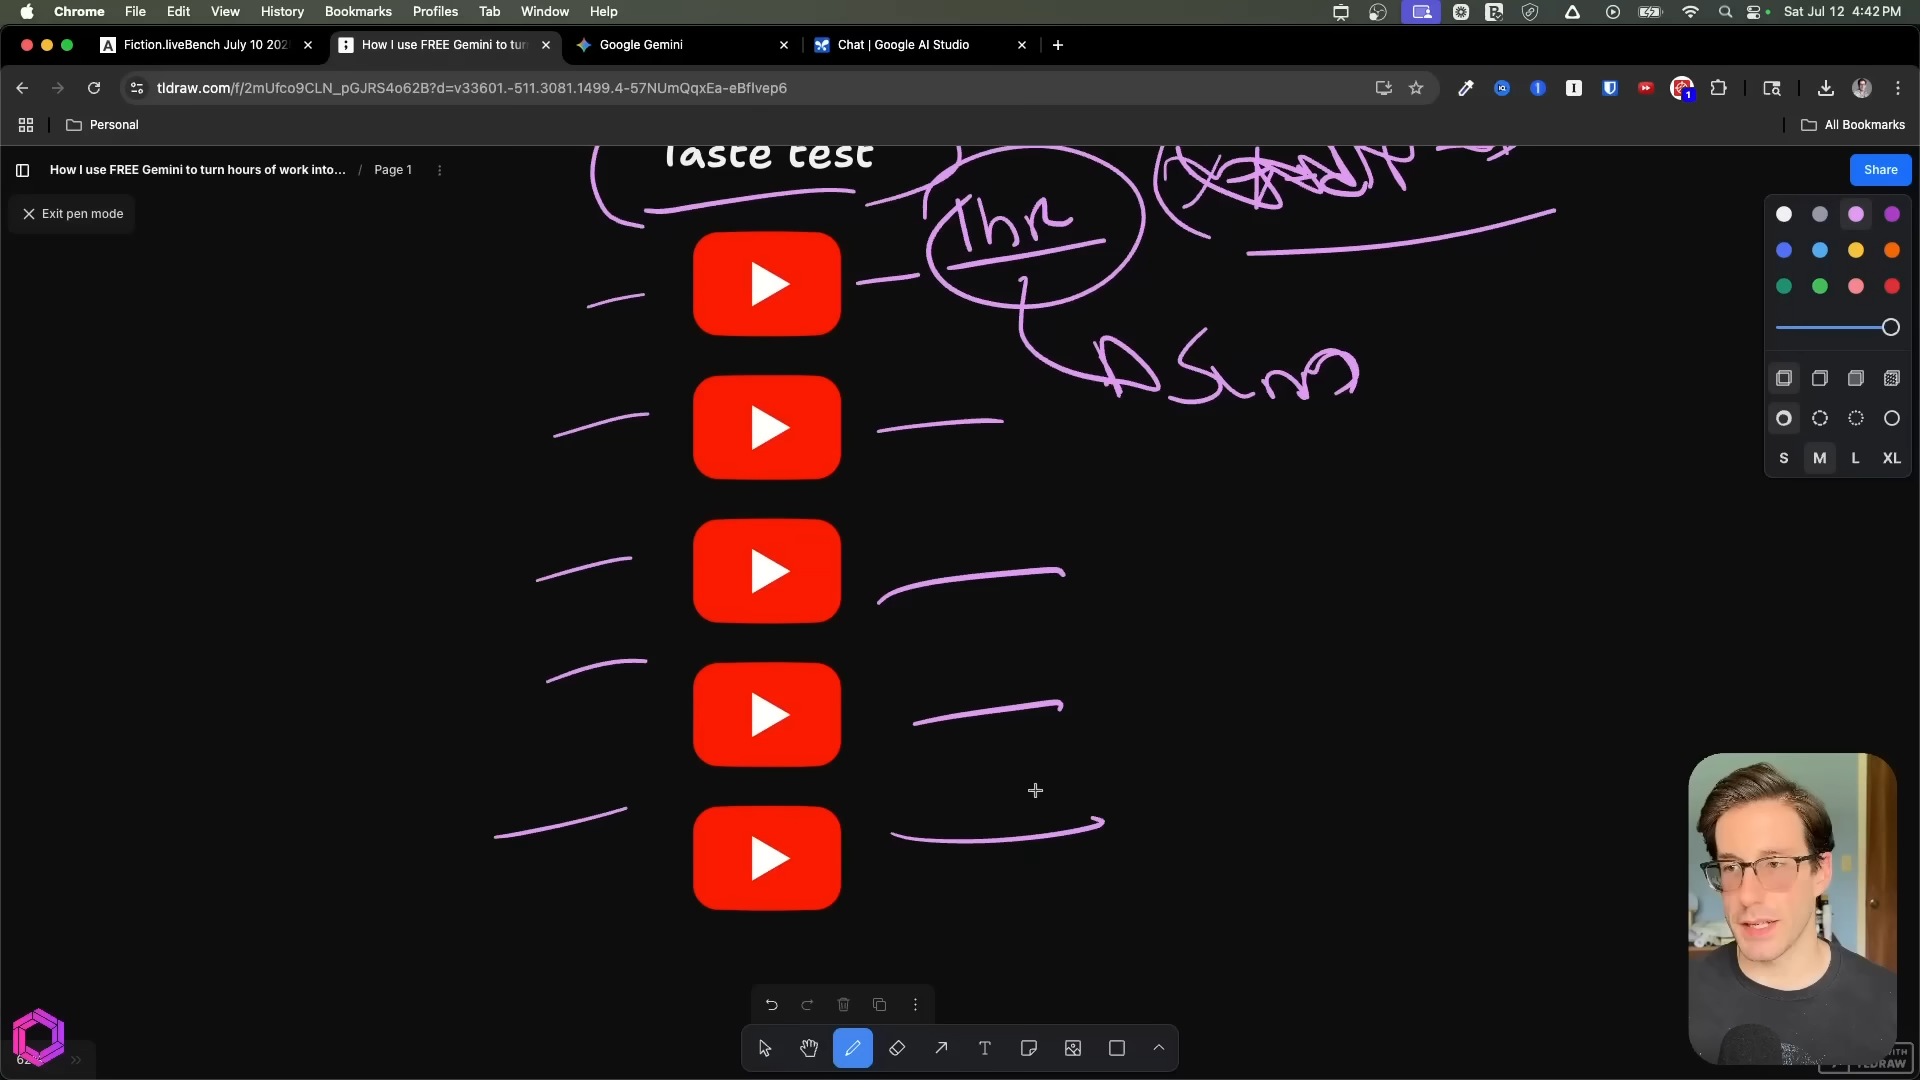 Chrome File Edit View History Bookmarks Profiles Tab Window Help Sat Jul 12 4:42 PM
Fiction.liveBench July 10 202 How I use FREE Gemini to tur Google Gemini Chat | Google AI Studio
tldraw.com/f/2mUfco9CLN_pGJRS4o62B?d=v33601.-511.3081.1499.4-57NUmQqxEa-eBfIvep6
1
Personal All Bookmarks
How I use FREE Gemini to turn hours of work into... / Page 1 Share
Exit pen mode
Taste test
Thr
S M L XL